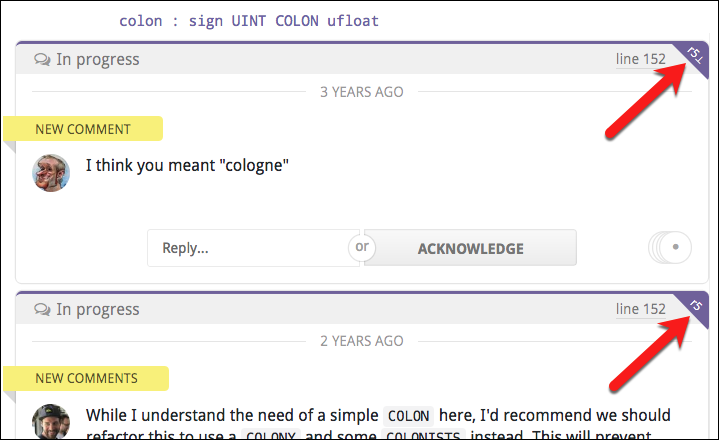 colon : sign UINT COLON ufloat
In progress
line 152
r5⊥
3 YEARS AGO
NEW COMMENT
I think you meant "cologne"
Reply...
or
ACKNOWLEDGE
In progress
line 152
r5
2 YEARS AGO
NEW COMMENTS
While I understand the need of a simple COLON here, I'd recommend we should
refactor this to use a COLONY and some COLONISTS instead. This will prevent